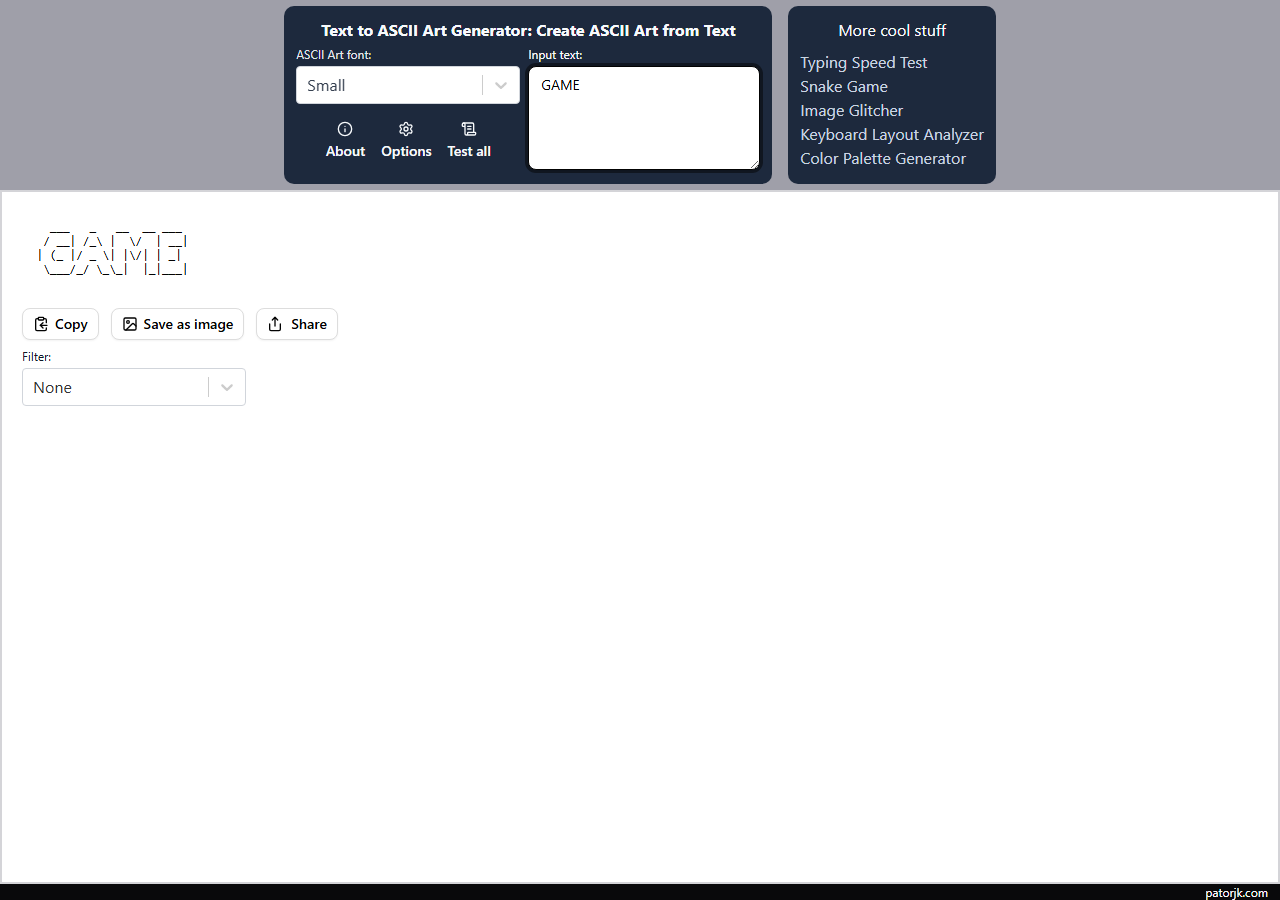 Text to ASCII Art Generator: Create ASCII Art from Text
ASCII Art font:
Small
About
Options
Test all
Input text:
GAME
More cool stuff
Typing Speed Test
Snake Game
Image Glitcher
Keyboard Layout Analyzer
Color Palette Generator
GAME
Copy
Save as image
Share
Filter:
None
patorjk.com